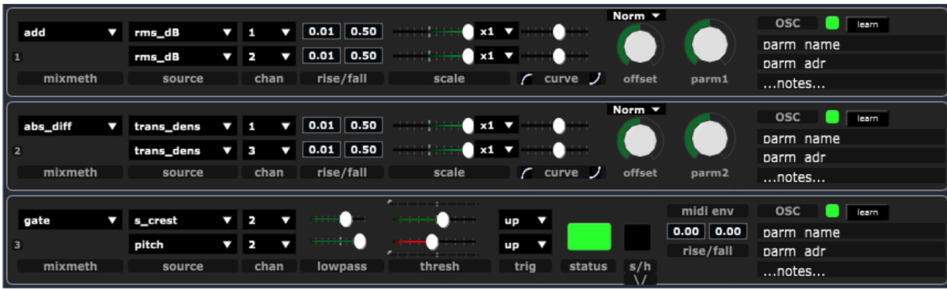 Norm ▼
add ▼ rms_dB ▼ 1 ▼ 0.01 0.50 x1 ▼ OSC learn
rms_dB ▼ 2 ▼ 0.01 0.50 x1 ▼ parm name
1 parm adr
mixmeth source chan rise/fall scale curve offset parm1 ...notes...
Norm ▼
abs_diff ▼ trans_dens ▼ 1 ▼ 0.01 0.50 x1 ▼ OSC learn
trans_dens ▼ 3 ▼ 0.01 0.50 x1 ▼ parm name
2 parm adr
mixmeth source chan rise/fall scale curve offset parm2 ...notes...
gate ▼ s_crest ▼ 2 ▼ up ▼ midi env OSC learn
pitch ▼ 2 ▼ up ▼ 0.00 0.00 parm name
3 rise/fall parm adr
mixmeth source chan lowpass thresh trig status s/h ...notes...
\/